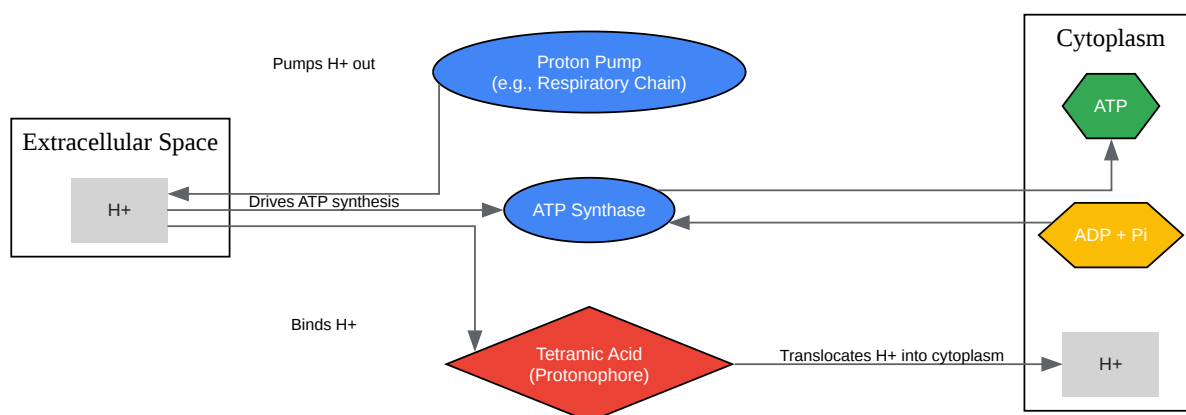 Pumps H+ out
Proton Pump
(e.g., Respiratory Chain)
Cytoplasm
ATP
Extracellular Space
H+
Drives ATP synthesis
ATP Synthase
ADP + Pi
Binds H+
Tetramic Acid
(Protonophore)
Translocates H+ into cytoplasm
H+